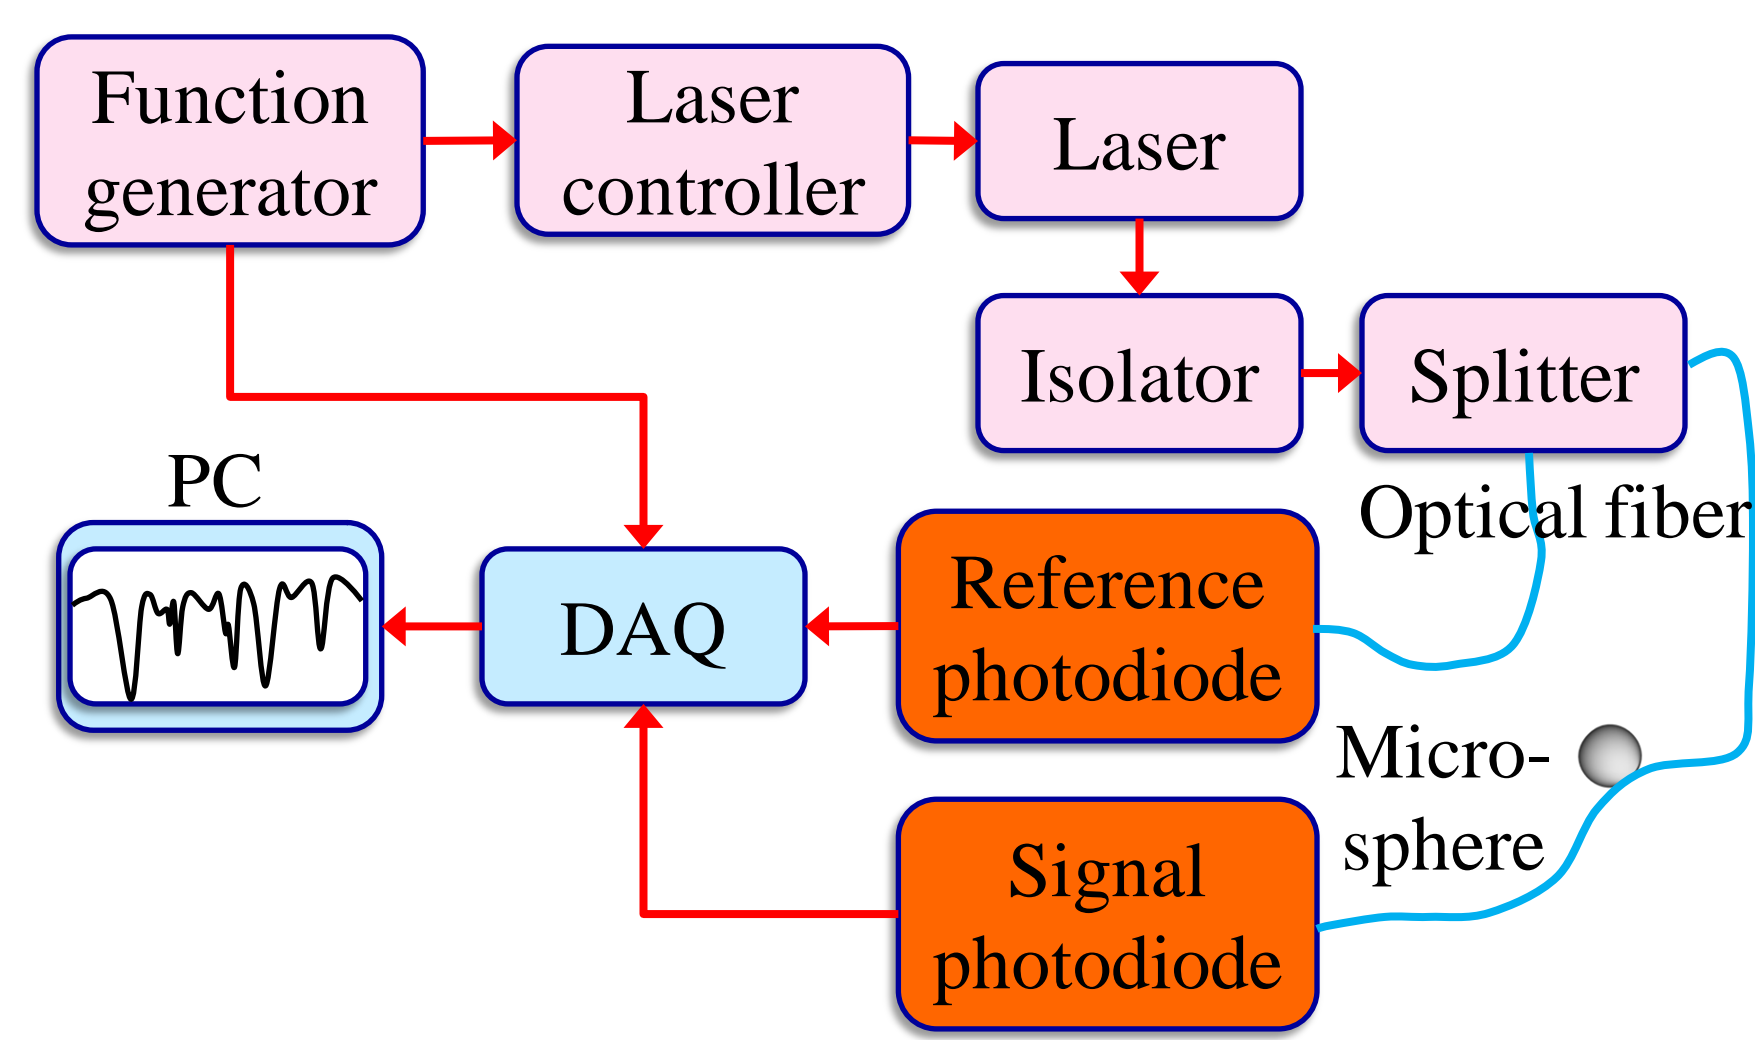 Function
generator
Laser
controller
Laser
Isolator
Splitter
Optical fiber
PC
DAQ
Reference
photodiode
Micro-
sphere
Signal
photodiode